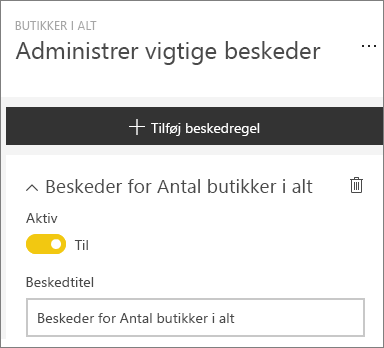 BUTIKKER I ALT
Administrer vigtige beskeder
Tilføj beskedregel
Beskeder for Antal butikker i alt
Aktiv
Til
Beskedtitel
Beskeder for Antal butikker i alt